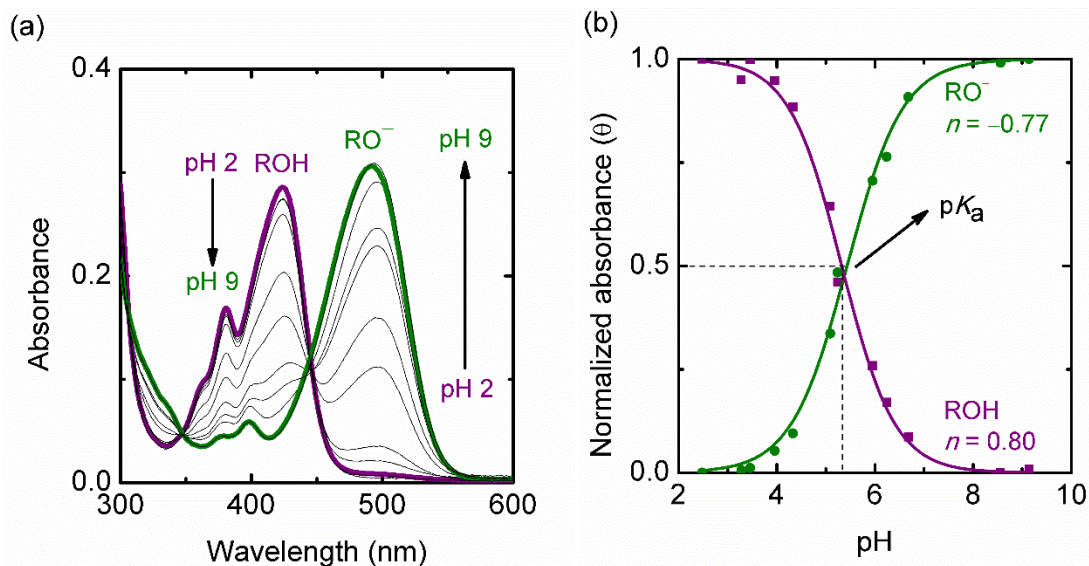 (a)
0.4
0.2
0.0
Absorbance
pH 2
pH 9
ROH
RO⁻
pH 9
pH 2
300
400
500
600
Wavelength (nm)
(b)
1.0
0.5
0.0
Normalized absorbance (θ)
RO⁻
n = −0.77
pKa
ROH
n = 0.80
2
4
6
8
10
pH